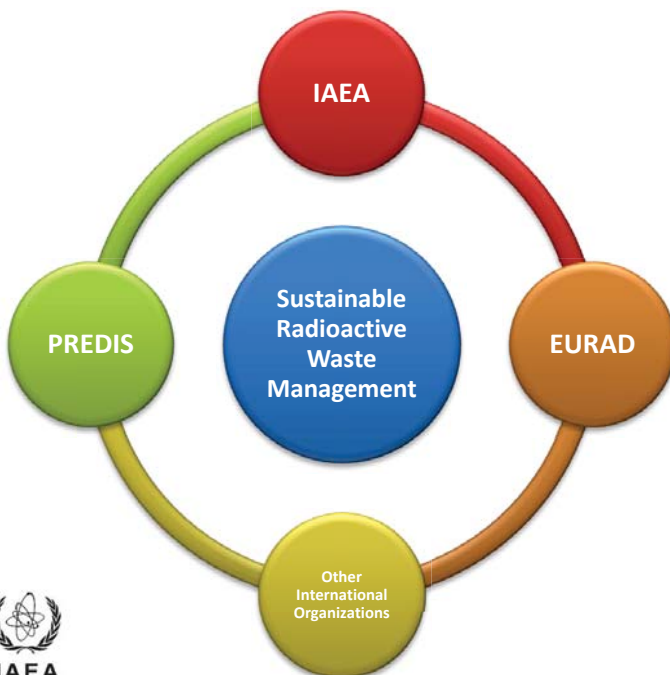 IAEA
Sustainable
Radioactive
Waste
Management
PREDIS
EURAD
Other
International
Organizations
IAEA